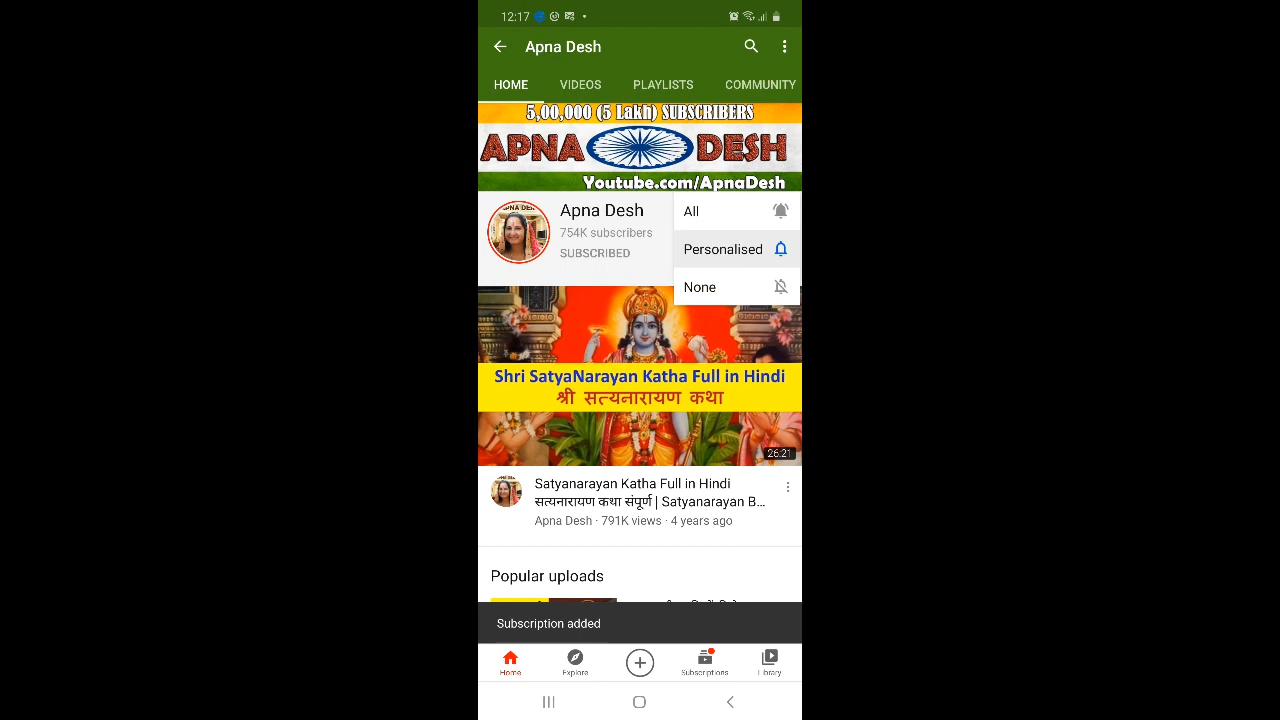 12:17
Apna Desh
HOME VIDEOS PLAYLISTS COMMUNITY
5,00,000 (5 Lakh) SUBSCRIBERS
APNA DESH
Youtube.com/ApnaDesh
Apna Desh
754K subscribers
SUBSCRIBED
All
Personalised
None
Shri SatyaNarayan Katha Full in Hindi
श्री सत्यनारायण कथा
26:21
Satyanarayan Katha Full in Hindi
सत्यनारायण कथा संपूर्ण | Satyanarayan B...
Apna Desh · 791K views · 4 years ago
Popular uploads
Subscription added
Home Explore Subscriptions Library